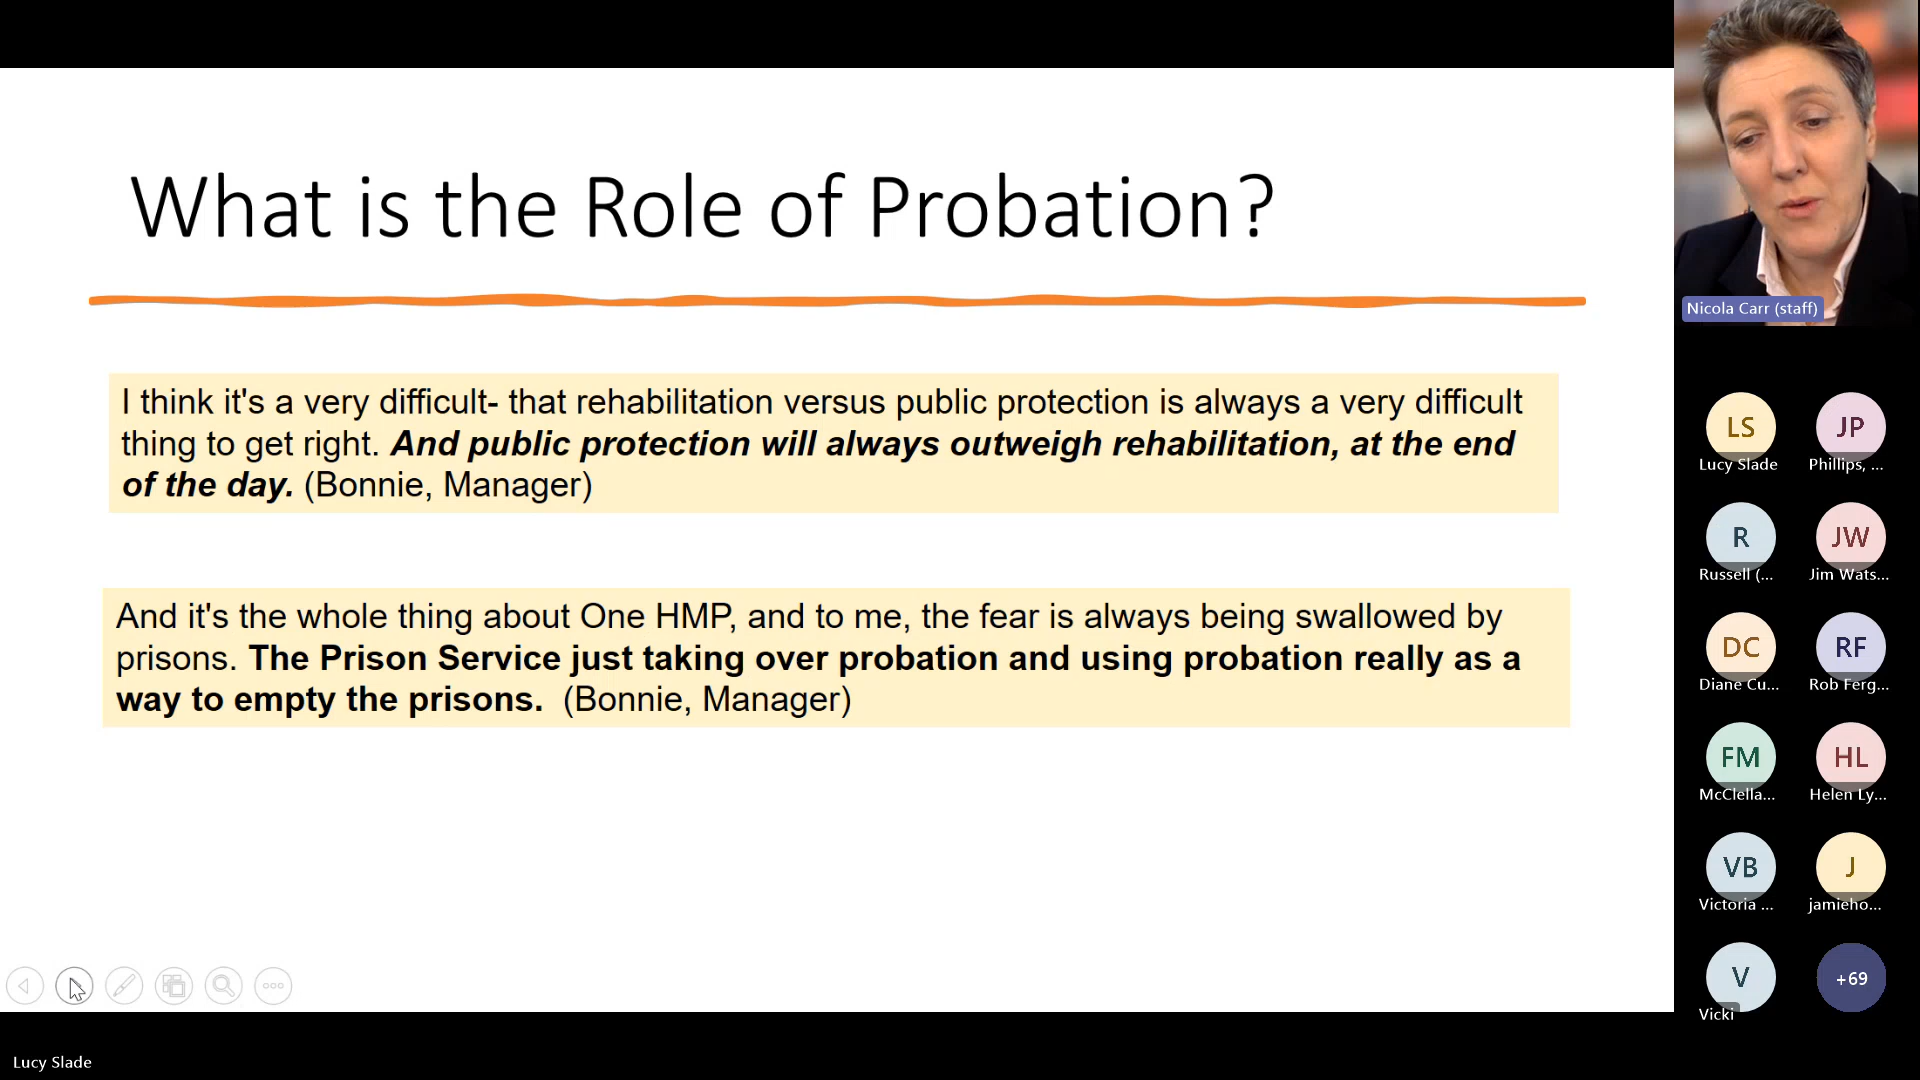 What is the Role of Probation?
I think it's a very difficult- that rehabilitation versus public protection is always a very difficult
thing to get right. And public protection will always outweigh rehabilitation, at the end
of the day. (Bonnie, Manager)
And it's the whole thing about One HMP, and to me, the fear is always being swallowed by
prisons. The Prison Service just taking over probation and using probation really as a
way to empty the prisons. (Bonnie, Manager)
Lucy Slade
Nicola Carr (staff)
LS
Lucy Slade
JP
Phillips, ...
R
Russell (...
JW
Jim Wats...
DC
Diane Cu...
RF
Rob Ferg...
FM
McClella...
HL
Helen Ly...
VB
Victoria ...
J
jamieho...
V
Vicki
+69